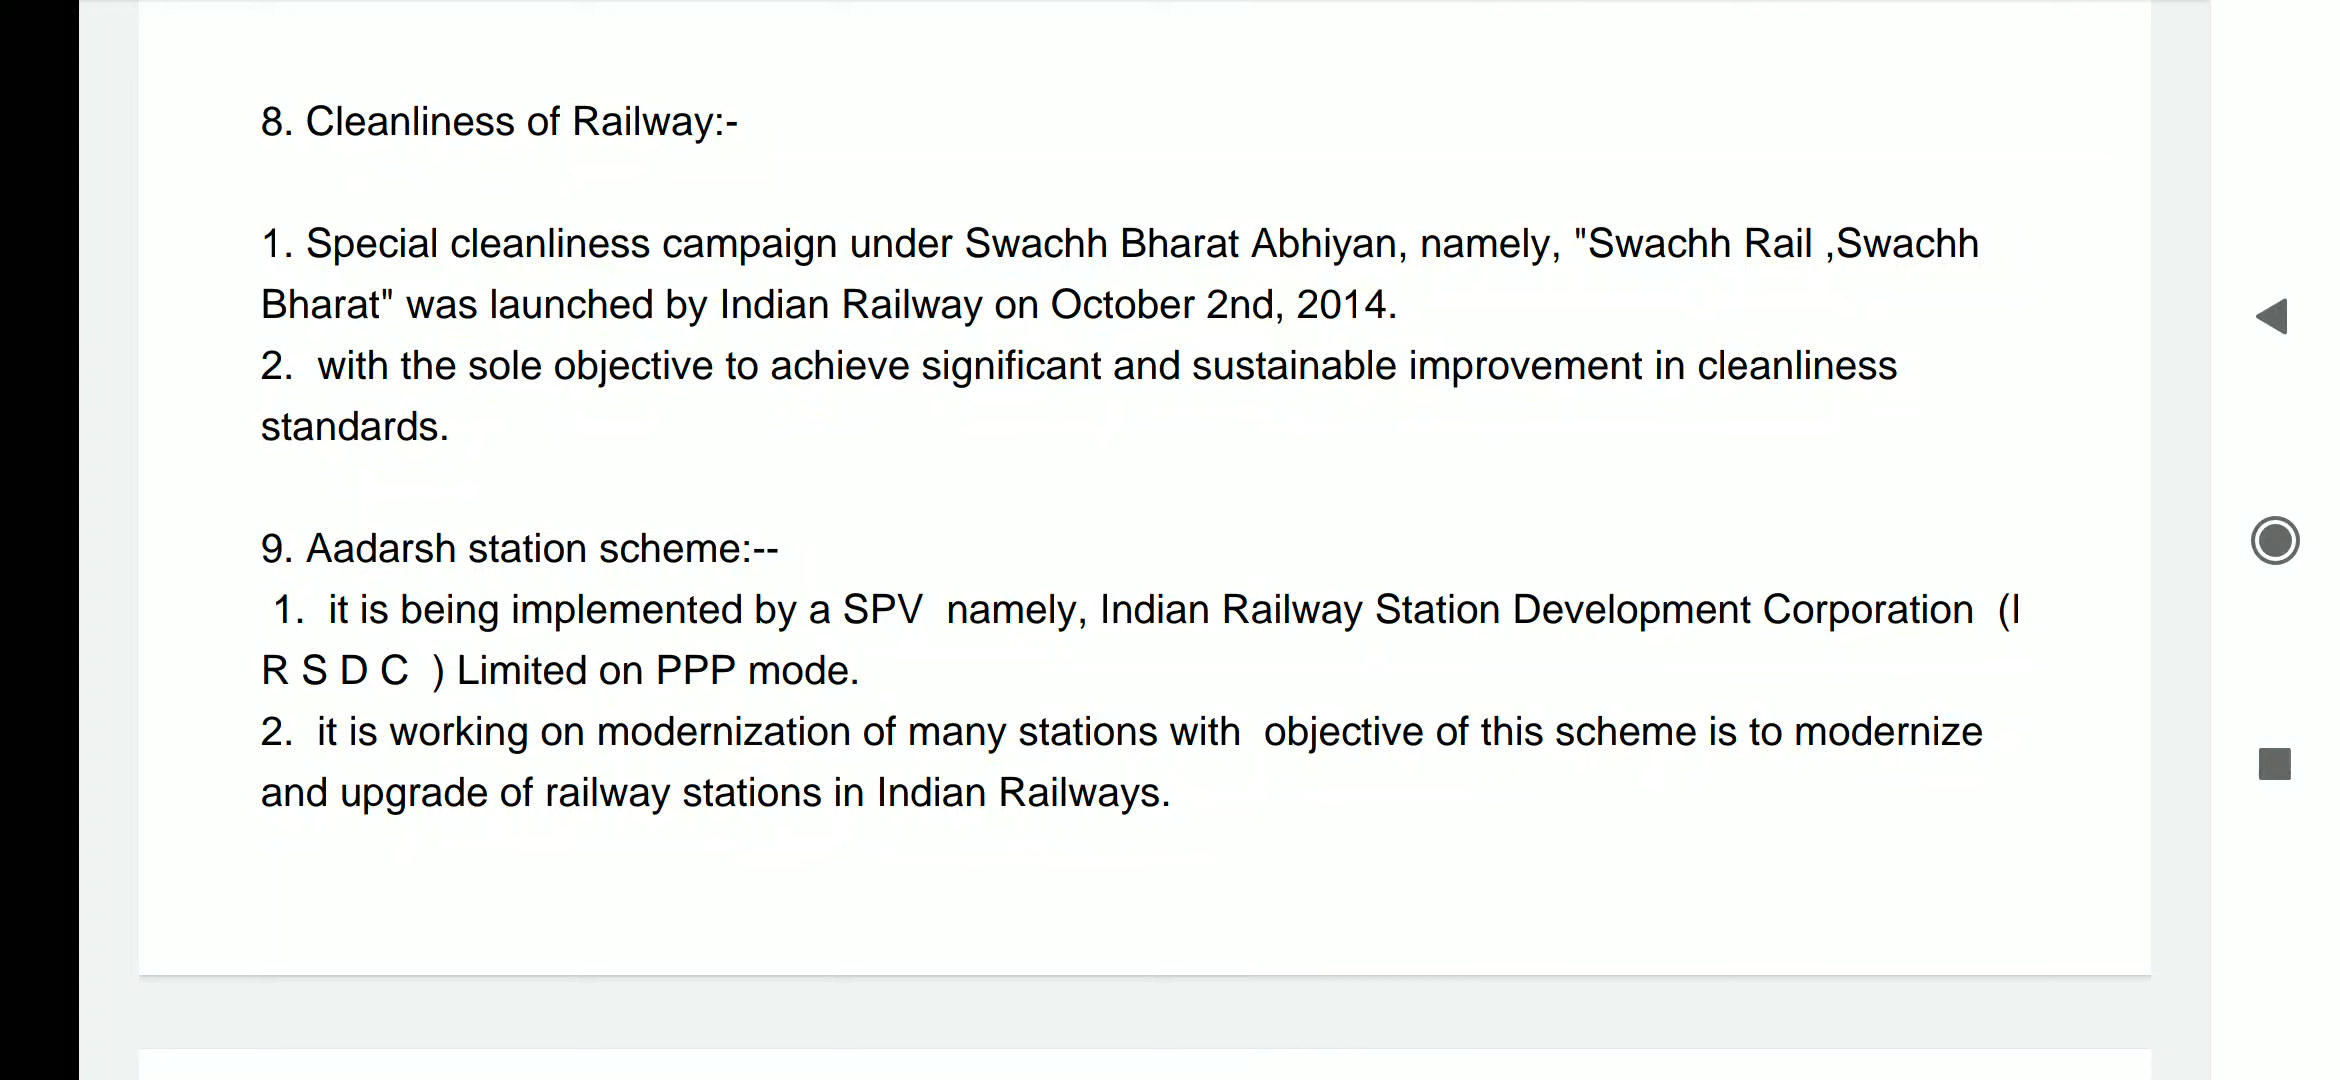 8. Cleanliness of Railway:-
1. Special cleanliness campaign under Swachh Bharat Abhiyan, namely, "Swachh Rail ,Swachh
Bharat" was launched by Indian Railway on October 2nd, 2014.
2.  with the sole objective to achieve significant and sustainable improvement in cleanliness
standards.
9. Aadarsh station scheme:--
1.  it is being implemented by a SPV  namely, Indian Railway Station Development Corporation  (I
R S D C  ) Limited on PPP mode.
2.  it is working on modernization of many stations with  objective of this scheme is to modernize
and upgrade of railway stations in Indian Railways.